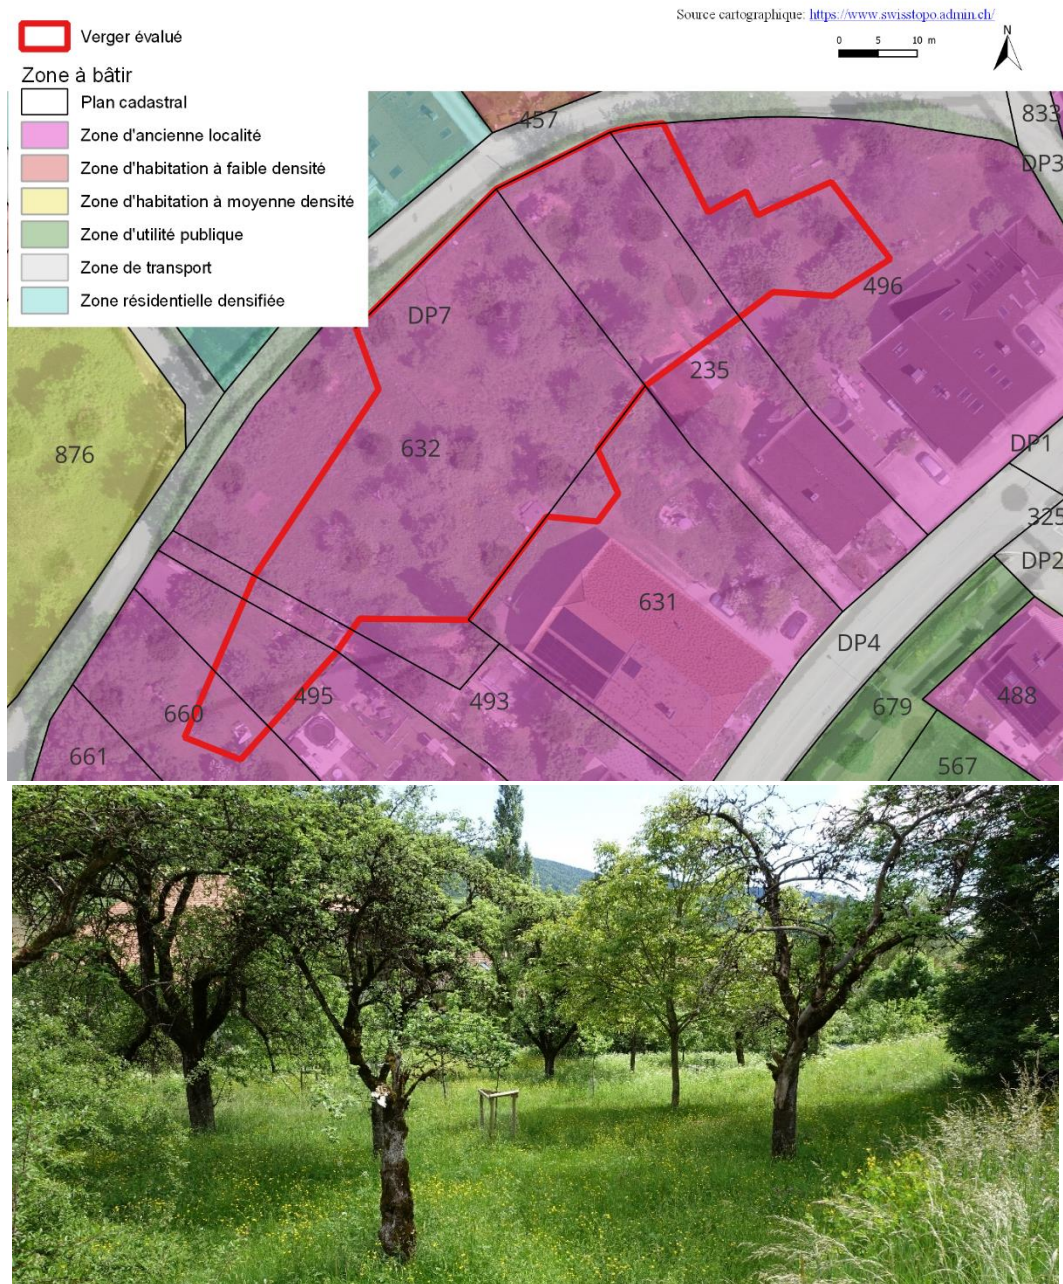 Source cartographique: https://www.swisstopo.admin.ch/
Verger évalué
0 5 10 m
N
Zone à bâtir
Plan cadastral
Zone d'ancienne localité
Zone d'habitation à faible densité
Zone d'habitation à moyenne densité
Zone d'utilité publique
Zone de transport
Zone résidentielle densifiée
457
833
DP3
496
DP7
235
632
876
DP1
325
DP2
631
DP4
495
493
679
488
660
661
567